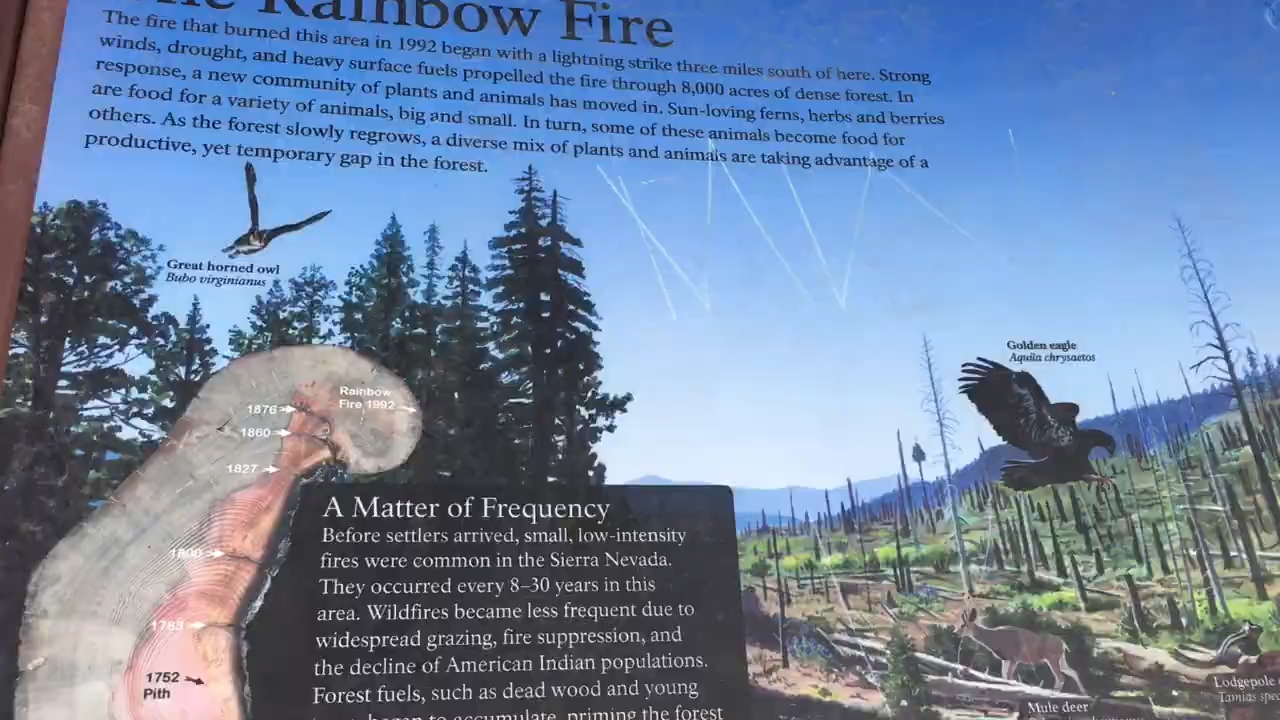 The Rainbow Fire
The fire that burned this area in 1992 began with a lightning strike three miles south of here. Strong
winds, drought, and heavy surface fuels propelled the fire through 8,000 acres of dense forest. In
response, a new community of plants and animals has moved in. Sun-loving ferns, herbs and berries
are food for a variety of animals, big and small. In turn, some of these animals become food for
others. As the forest slowly regrows, a diverse mix of plants and animals are taking advantage of a
productive, yet temporary gap in the forest.
Great horned owl
Bubo virginianus
Golden eagle
Aquila chrysaetos
Rainbow
Fire 1992
1876
1860
1827
1800
1783
1752
Pith
A Matter of Frequency
Before settlers arrived, small, low-intensity
fires were common in the Sierra Nevada.
They occurred every 8–30 years in this
area. Wildfires became less frequent due to
widespread grazing, fire suppression, and
the decline of American Indian populations.
Forest fuels, such as dead wood and young
began to accumulate, priming the forest
Mule deer
Lodgepole
Tamias